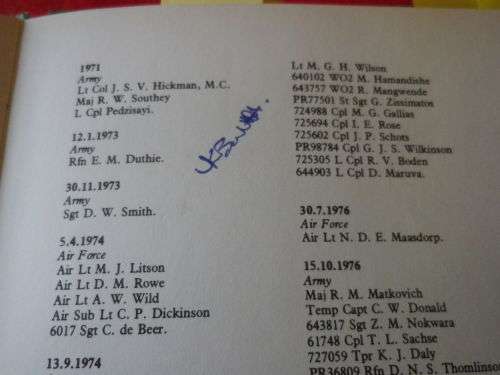 1971
Army
Lt Col J. S. V. Hickman, M.C.
Maj R. W. Southey
L Cpl Pedzisayi.
12.1.1973
Army
Rfn E. M. Duthie.
30.11.1973
Army
Sgt D. W. Smith.
5.4.1974
Air Force
Air Lt M. J. Litson
Air Lt D. M. Rowe
Air Lt A. W. Wild
Air Sub Lt C. P. Dickinson
6017 Sgt C. de Beer.
13.9.1974
Lt M. G. H. Wilson
640102 WO2 M. Hamandishe
643757 WO2 R. Mangwende
PR77501 St Sgt G. Zissimatos
724988 Cpl M. G. Gallias
725694 Cpl I. E. Rose
725602 Cpl J. P. Schots
PR98784 Cpl G. J. S. Wilkinson
725305 L Cpl R. V. Boden
644903 L Cpl D. Maruva.
30.7.1976
Air Force
Air Lt N. D. E. Maasdorp.
15.10.1976
Army
Maj R. M. Matkovich
Temp Capt C. W. Donald
643817 Sgt Z. M. Nokwara
61748 Cpl T. L. Sachse
727059 Tpr K. J. Daly
PR36809 Rfn D. N. S. Thomlinson